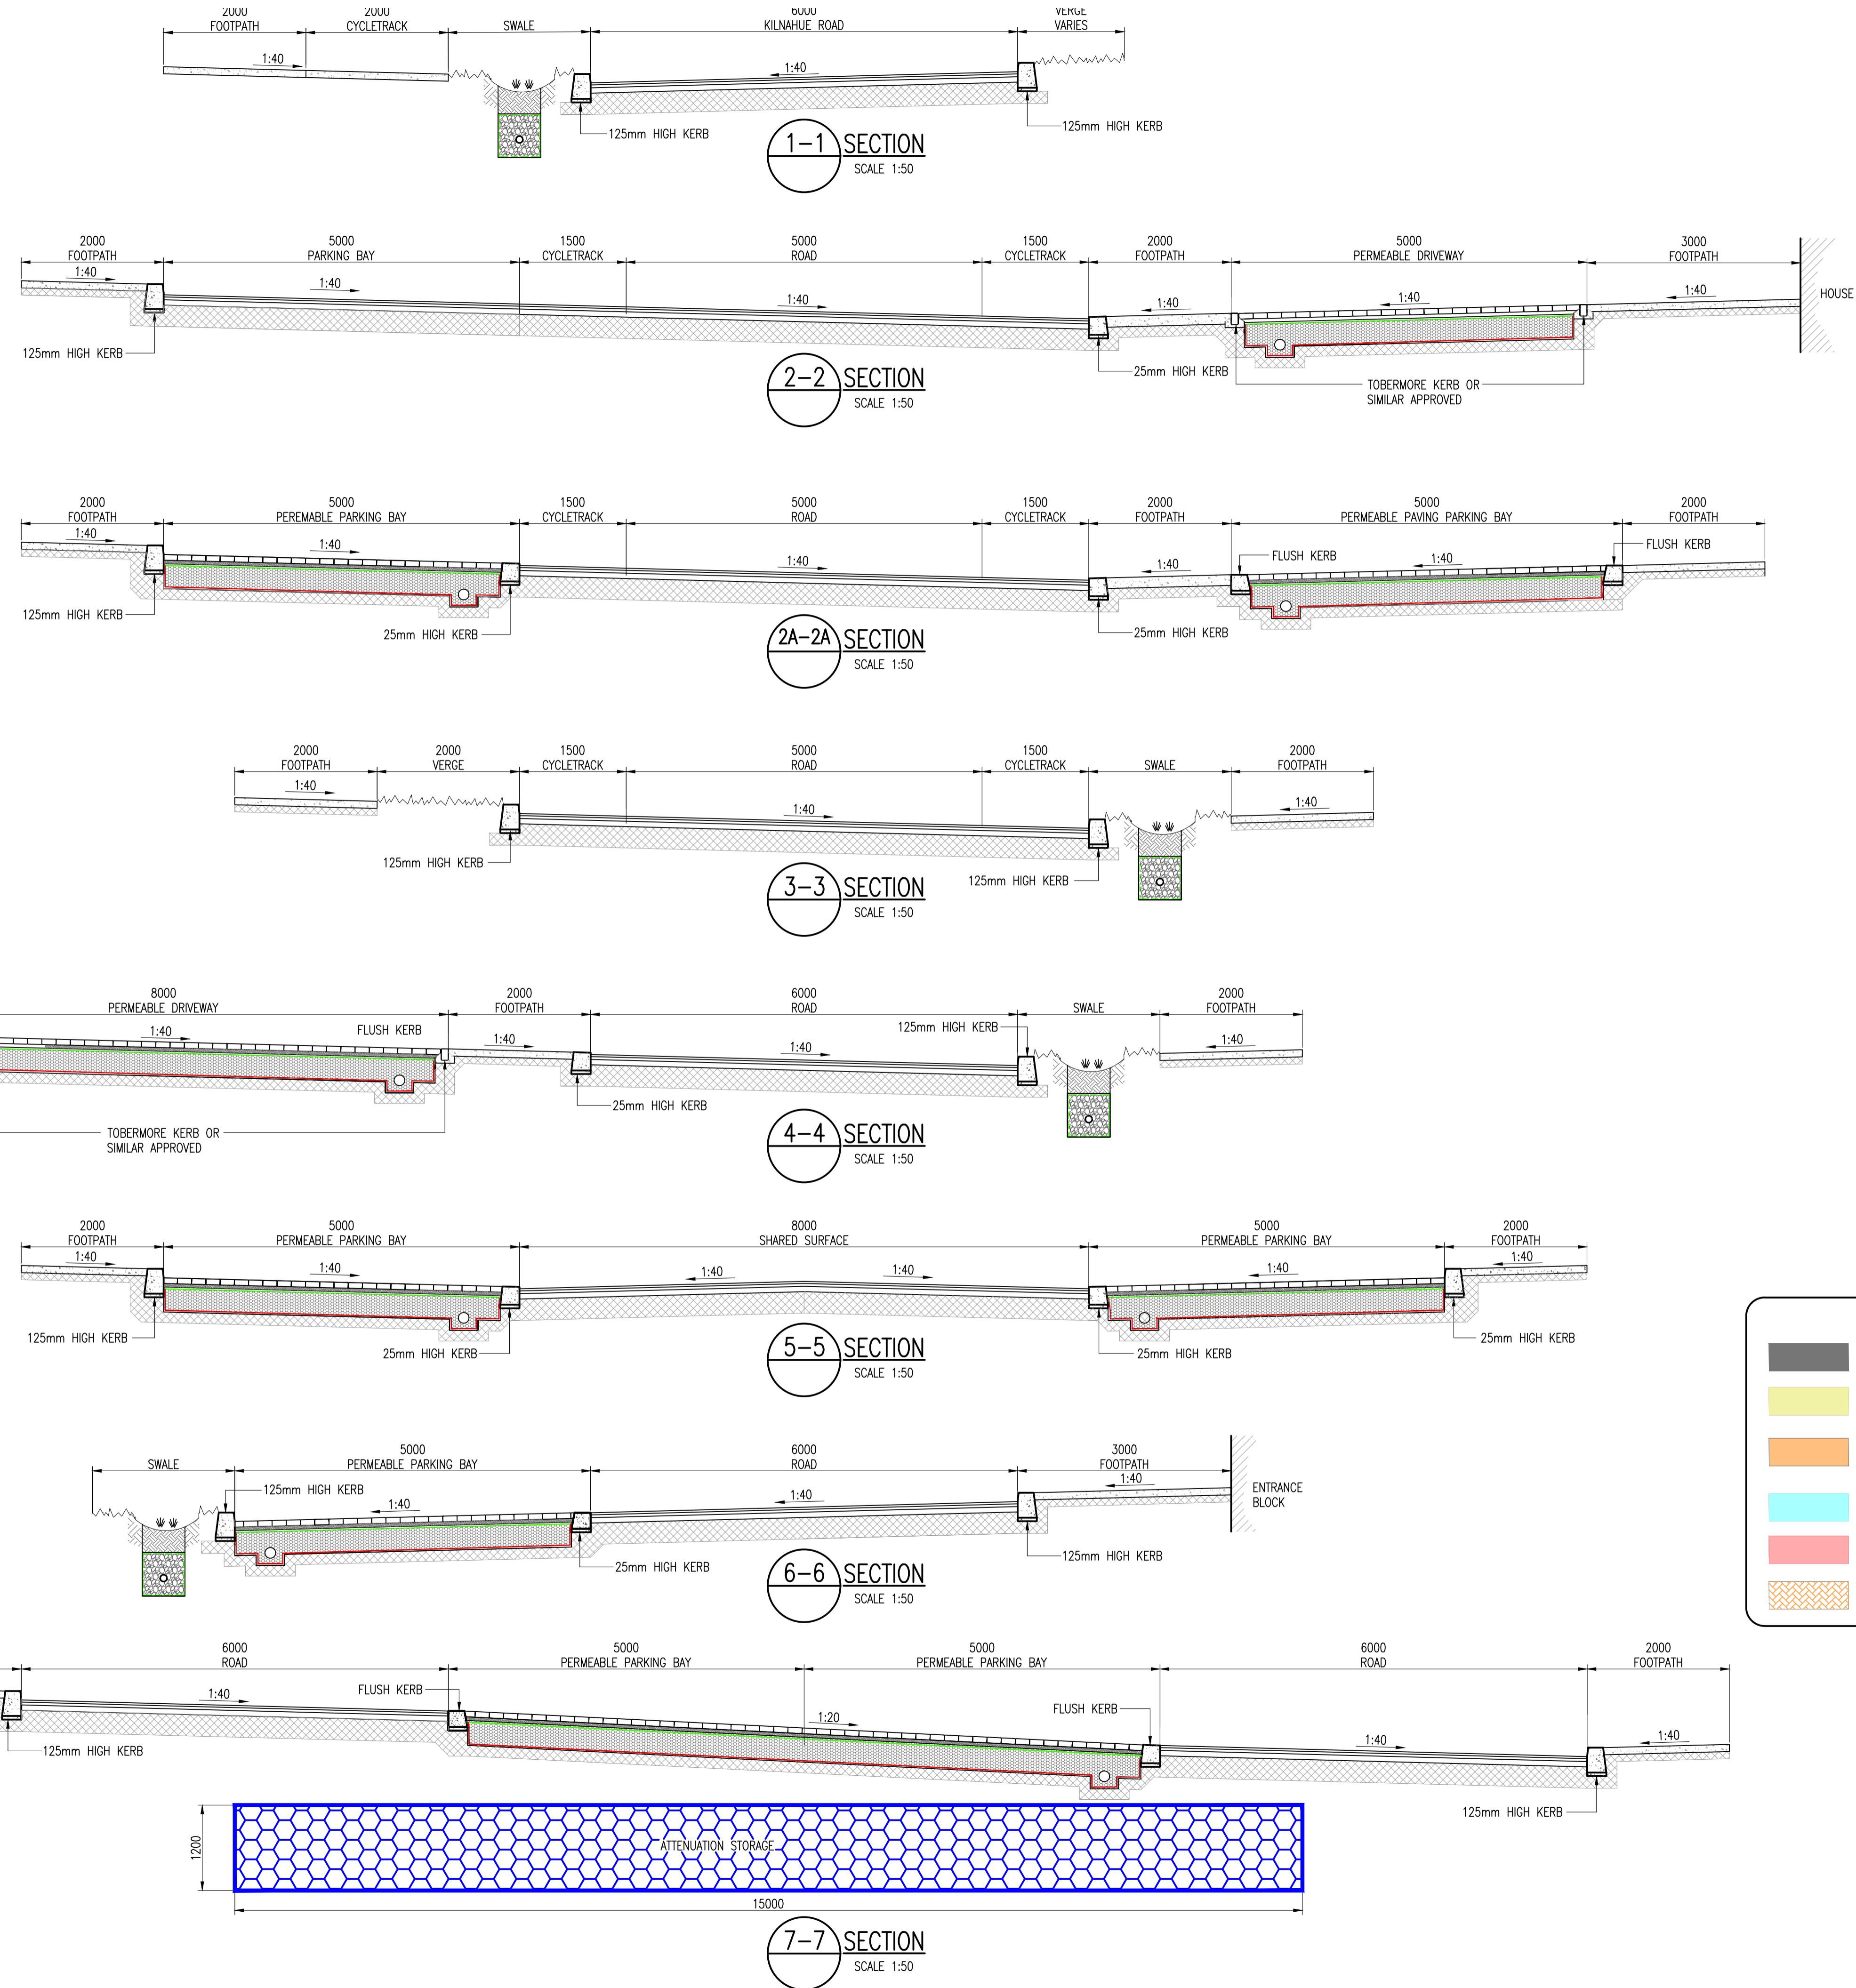 2000
FOOTPATH
2000
CYCLETRACK
SWALE
6000
KILNAHUE ROAD
VERGE
VARIES
1:40
1:40
125mm HIGH KERB
125mm HIGH KERB
1-1 SECTION
SCALE 1:50
2000
FOOTPATH
5000
PARKING BAY
1500
CYCLETRACK
5000
ROAD
1500
CYCLETRACK
2000
FOOTPATH
5000
PERMEABLE DRIVEWAY
3000
FOOTPATH
1:40
1:40
1:40
1:40
1:40
1:40
HOUSE
125mm HIGH KERB
25mm HIGH KERB
TOBERMORE KERB OR
SIMILAR APPROVED
2-2 SECTION
SCALE 1:50
2000
FOOTPATH
5000
PEREMABLE PARKING BAY
1500
CYCLETRACK
5000
ROAD
1500
CYCLETRACK
2000
FOOTPATH
5000
PERMEABLE PAVING PARKING BAY
2000
FOOTPATH
1:40
1:40
1:40
1:40
FLUSH KERB
1:40
FLUSH KERB
125mm HIGH KERB
25mm HIGH KERB
25mm HIGH KERB
2A-2A SECTION
SCALE 1:50
2000
FOOTPATH
2000
VERGE
1500
CYCLETRACK
5000
ROAD
1500
CYCLETRACK
SWALE
2000
FOOTPATH
1:40
1:40
1:40
125mm HIGH KERB
125mm HIGH KERB
3-3 SECTION
SCALE 1:50
8000
PERMEABLE DRIVEWAY
2000
FOOTPATH
6000
ROAD
SWALE
2000
FOOTPATH
1:40
FLUSH KERB
1:40
1:40
125mm HIGH KERB
1:40
25mm HIGH KERB
TOBERMORE KERB OR
SIMILAR APPROVED
4-4 SECTION
SCALE 1:50
2000
FOOTPATH
5000
PERMEABLE PARKING BAY
8000
SHARED SURFACE
5000
PERMEABLE PARKING BAY
2000
FOOTPATH
1:40
1:40
1:40
1:40
1:40
1:40
125mm HIGH KERB
25mm HIGH KERB
25mm HIGH KERB
25mm HIGH KERB
5-5 SECTION
SCALE 1:50
SWALE
5000
PERMEABLE PARKING BAY
6000
ROAD
3000
FOOTPATH
125mm HIGH KERB
1:40
1:40
1:40
ENTRANCE
BLOCK
25mm HIGH KERB
125mm HIGH KERB
6-6 SECTION
SCALE 1:50
6000
ROAD
5000
PERMEABLE PARKING BAY
5000
PERMEABLE PARKING BAY
6000
ROAD
2000
FOOTPATH
1:40
FLUSH KERB
1:20
FLUSH KERB
1:40
1:40
125mm HIGH KERB
125mm HIGH KERB
1200
ATTENUATION STORAGE
15000
7-7 SECTION
SCALE 1:50